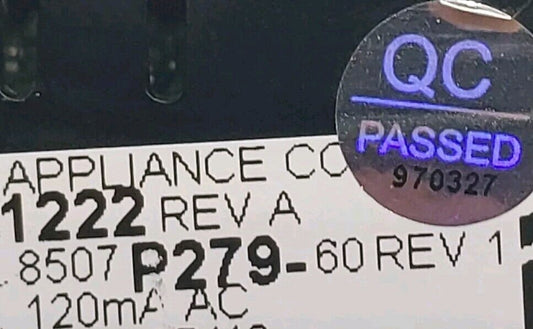 QC
PASSED
970327
APPLIANCE CO
1222 REV A
8507 P279-60 REV 1
120mA AC